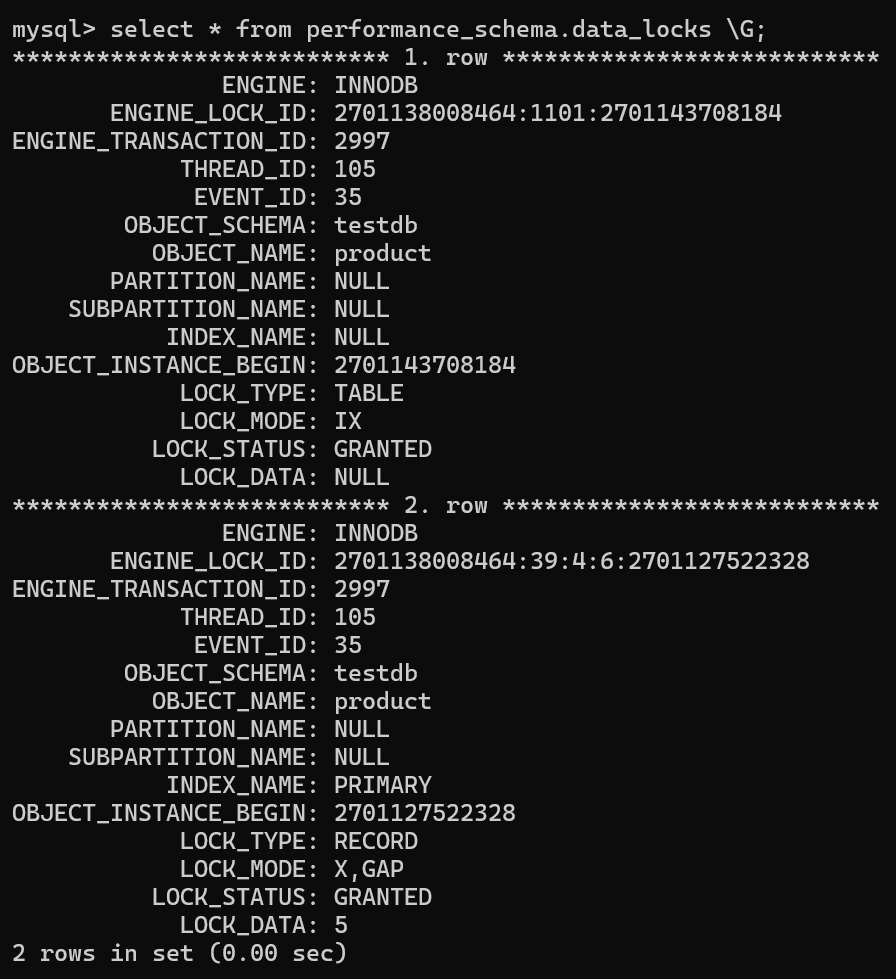 mysql> select * from performance_schema.data_locks \G;
*************************** 1. row ***************************
ENGINE: INNODB
ENGINE_LOCK_ID: 2701138008464:1101:2701143708184
ENGINE_TRANSACTION_ID: 2997
THREAD_ID: 105
EVENT_ID: 35
OBJECT_SCHEMA: testdb
OBJECT_NAME: product
PARTITION_NAME: NULL
SUBPARTITION_NAME: NULL
INDEX_NAME: NULL
OBJECT_INSTANCE_BEGIN: 2701143708184
LOCK_TYPE: TABLE
LOCK_MODE: IX
LOCK_STATUS: GRANTED
LOCK_DATA: NULL
*************************** 2. row ***************************
ENGINE: INNODB
ENGINE_LOCK_ID: 2701138008464:39:4:6:2701127522328
ENGINE_TRANSACTION_ID: 2997
THREAD_ID: 105
EVENT_ID: 35
OBJECT_SCHEMA: testdb
OBJECT_NAME: product
PARTITION_NAME: NULL
SUBPARTITION_NAME: NULL
INDEX_NAME: PRIMARY
OBJECT_INSTANCE_BEGIN: 2701127522328
LOCK_TYPE: RECORD
LOCK_MODE: X,GAP
LOCK_STATUS: GRANTED
LOCK_DATA: 5
2 rows in set (0.00 sec)